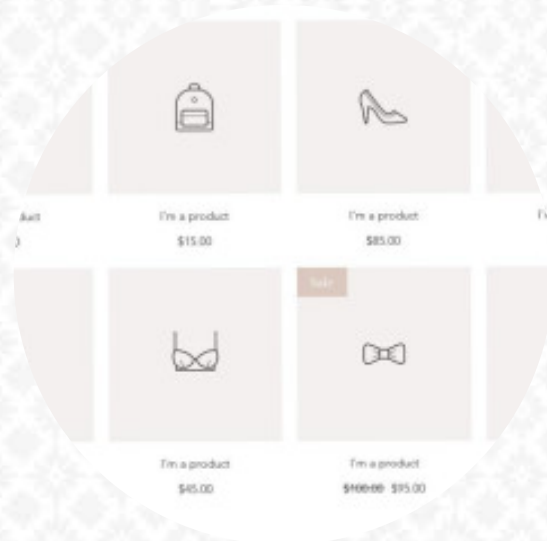 I'm a product
I'm a product
$15.00
$85.00
Sale
I'm a product
I'm a product
$45.00
$100.00 $95.00